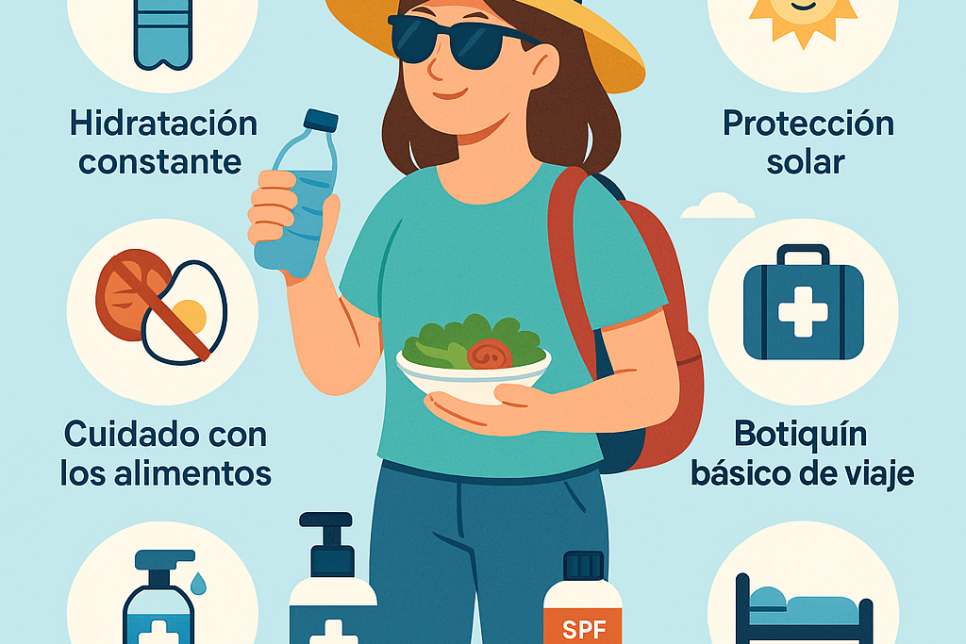 Hidratación
constante
Protección
solar
Cuidado con
los alimentos
Botiquín
básico de viaje
SPF